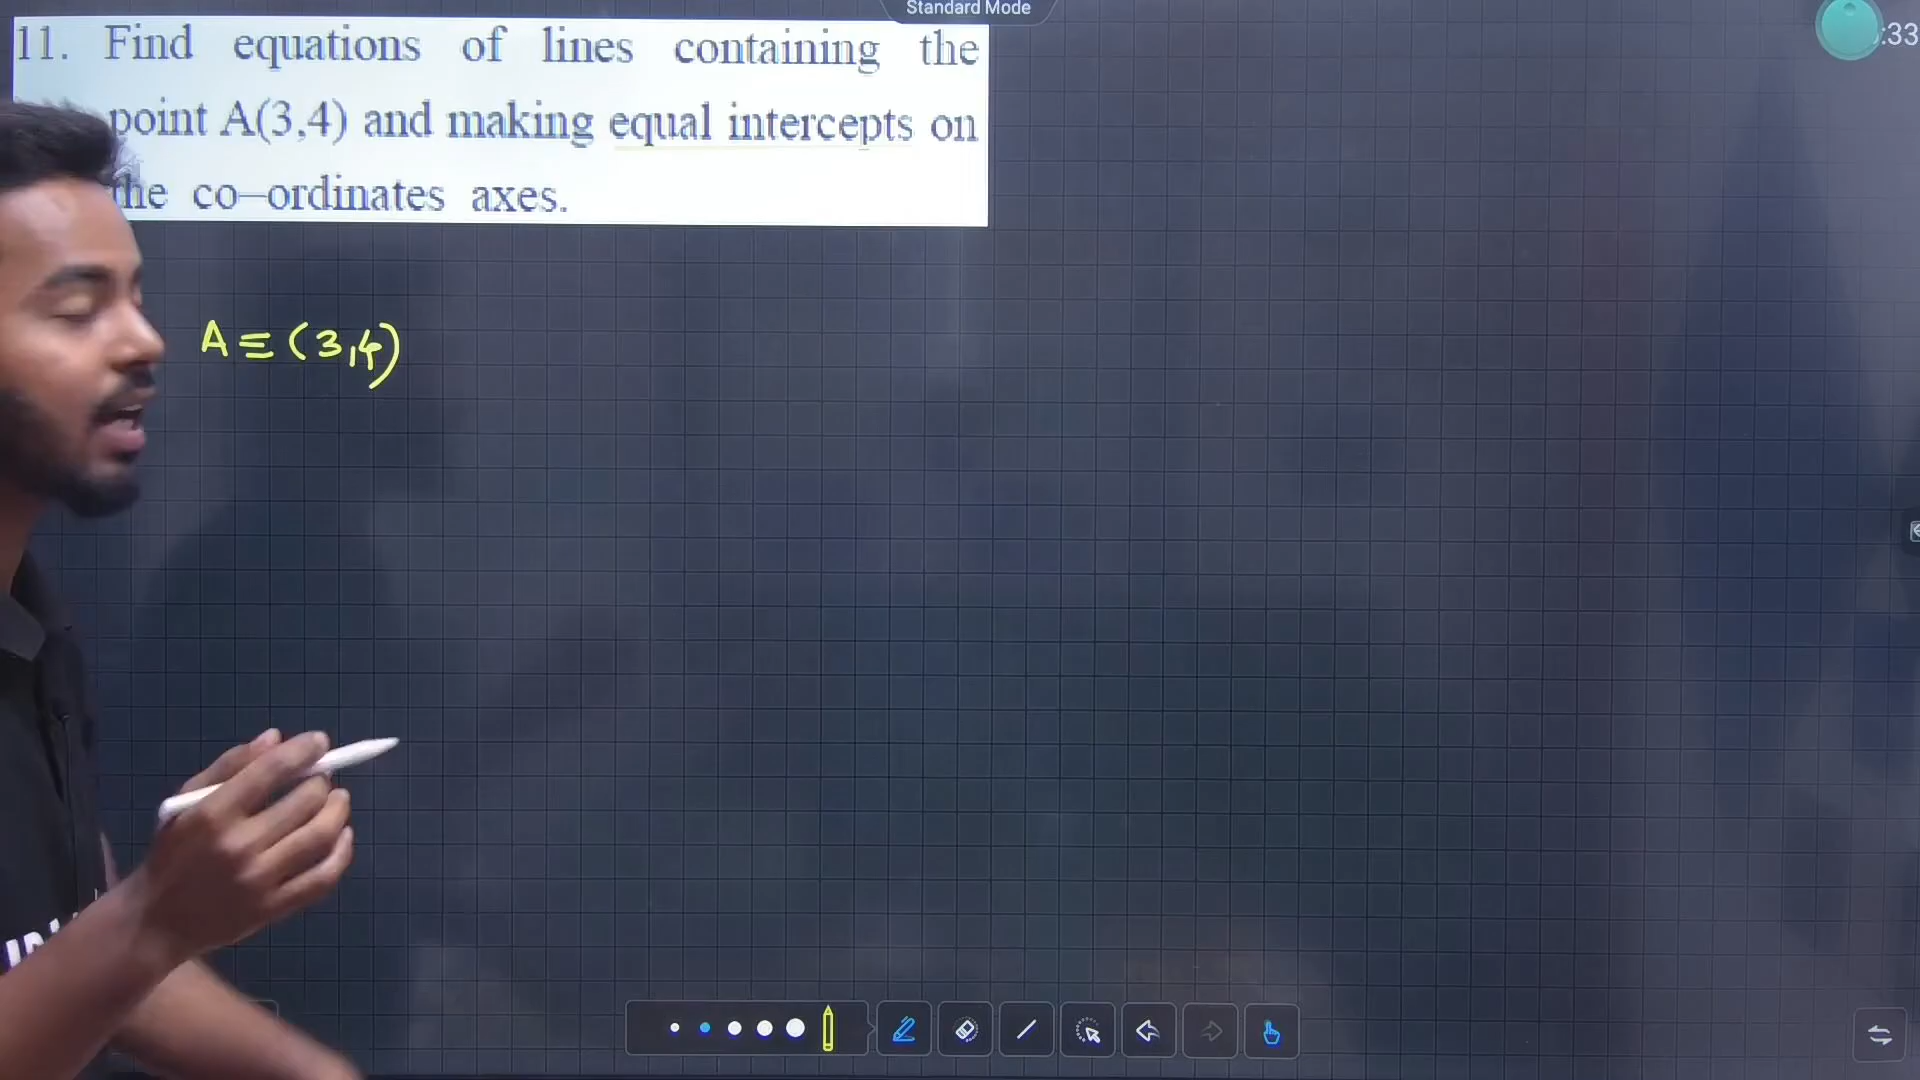 Standard Mode
:33
11. Find equations of lines containing the
point A(3,4) and making equal intercepts on
the co-ordinates axes.
A ≡ (3,4)